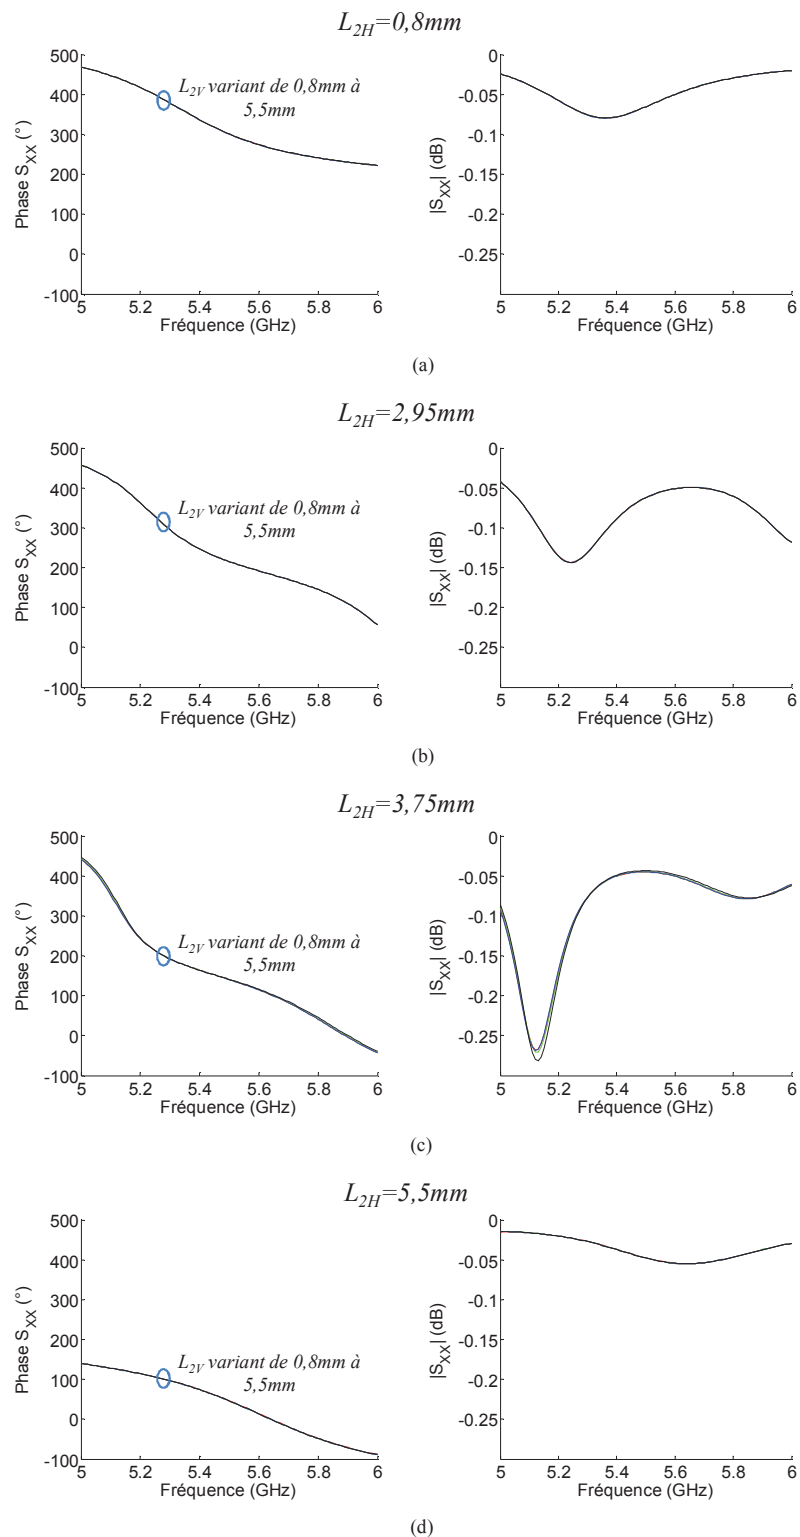 L2H=0,8mm
500
400
300
200
100
0
-100
Phase SXX (°)
L2V variant de 0,8mm à
5,5mm
5 5.2 5.4 5.6 5.8 6
Fréquence (GHz)
0
-0.05
-0.1
-0.15
-0.2
-0.25
|SXX| (dB)
5 5.2 5.4 5.6 5.8 6
Fréquence (GHz)
(a)
L2H=2,95mm
500
400
300
200
100
0
-100
Phase SXX (°)
L2V variant de 0,8mm à
5,5mm
5 5.2 5.4 5.6 5.8 6
Fréquence (GHz)
0
-0.05
-0.1
-0.15
-0.2
-0.25
|SXX| (dB)
5 5.2 5.4 5.6 5.8 6
Fréquence (GHz)
(b)
L2H=3,75mm
500
400
300
200
100
0
-100
Phase SXX (°)
L2V variant de 0,8mm à
5,5mm
5 5.2 5.4 5.6 5.8 6
Fréquence (GHz)
0
-0.05
-0.1
-0.15
-0.2
-0.25
|SXX| (dB)
5 5.2 5.4 5.6 5.8 6
Fréquence (GHz)
(c)
L2H=5,5mm
500
400
300
200
100
0
-100
Phase SXX (°)
L2V variant de 0,8mm à
5,5mm
5 5.2 5.4 5.6 5.8 6
Fréquence (GHz)
0
-0.05
-0.1
-0.15
-0.2
-0.25
|SXX| (dB)
5 5.2 5.4 5.6 5.8 6
Fréquence (GHz)
(d)